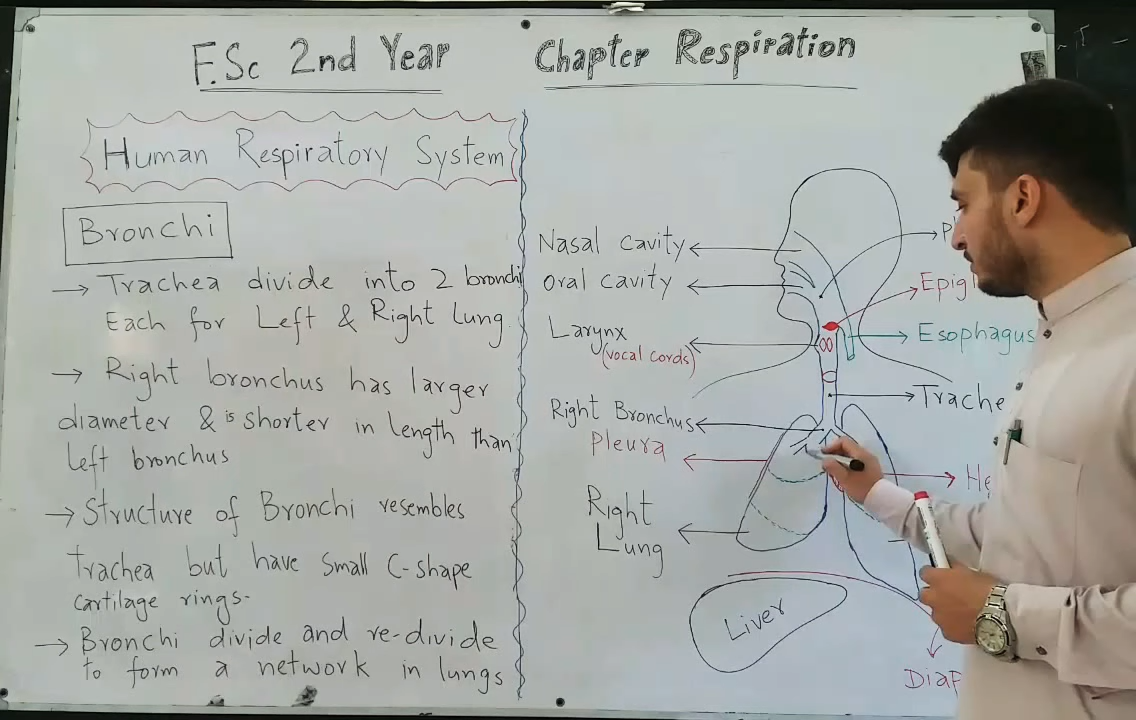 F.Sc 2nd Year
Chapter Respiration
Human Respiratory System
Bronchi
→ Trachea divide into 2 bronchi
Each for Left & Right Lung.
→ Right bronchus has larger
diameter & is shorter in length than
left bronchus
→ Structure of Bronchi resembles
trachea but have small C-shape
cartilage rings-
→ Bronchi divide and re-divide
to form a network in lungs
Nasal cavity
oral cavity
Larynx
(vocal cords)
Right Bronchus
Pleura
Right
Lung
Liver
Epig
Esophagus
Trache
He
Diap